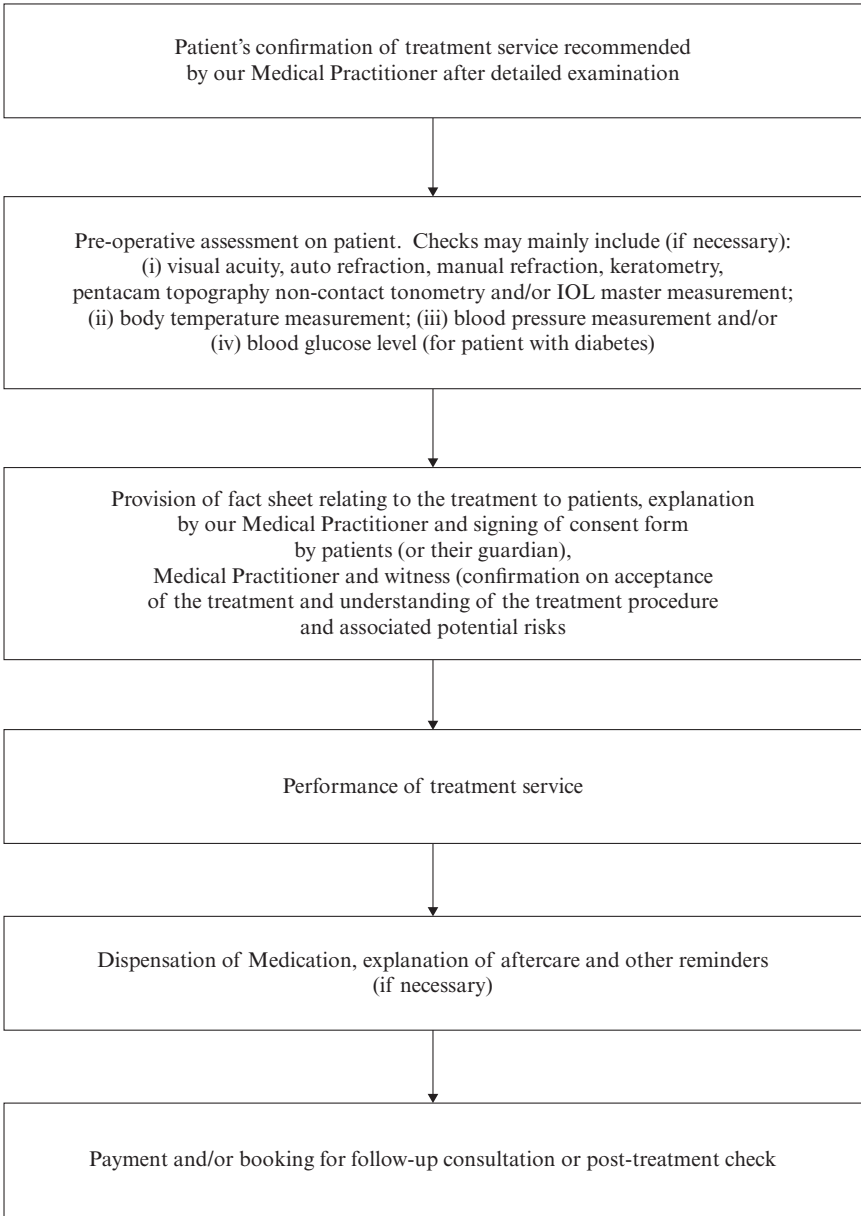 Patient’s confirmation of treatment service recommended
by our Medical Practitioner after detailed examination
Pre-operative assessment on patient. Checks may mainly include (if necessary):
(i) visual acuity, auto refraction, manual refraction, keratometry,
pentacam topography non-contact tonometry and/or IOL master measurement;
(ii) body temperature measurement; (iii) blood pressure measurement and/or
(iv) blood glucose level (for patient with diabetes)
Provision of fact sheet relating to the treatment to patients, explanation
by our Medical Practitioner and signing of consent form
by patients (or their guardian),
Medical Practitioner and witness (confirmation on acceptance
of the treatment and understanding of the treatment procedure
and associated potential risks
Performance of treatment service
Dispensation of Medication, explanation of aftercare and other reminders
(if necessary)
Payment and/or booking for follow-up consultation or post-treatment check